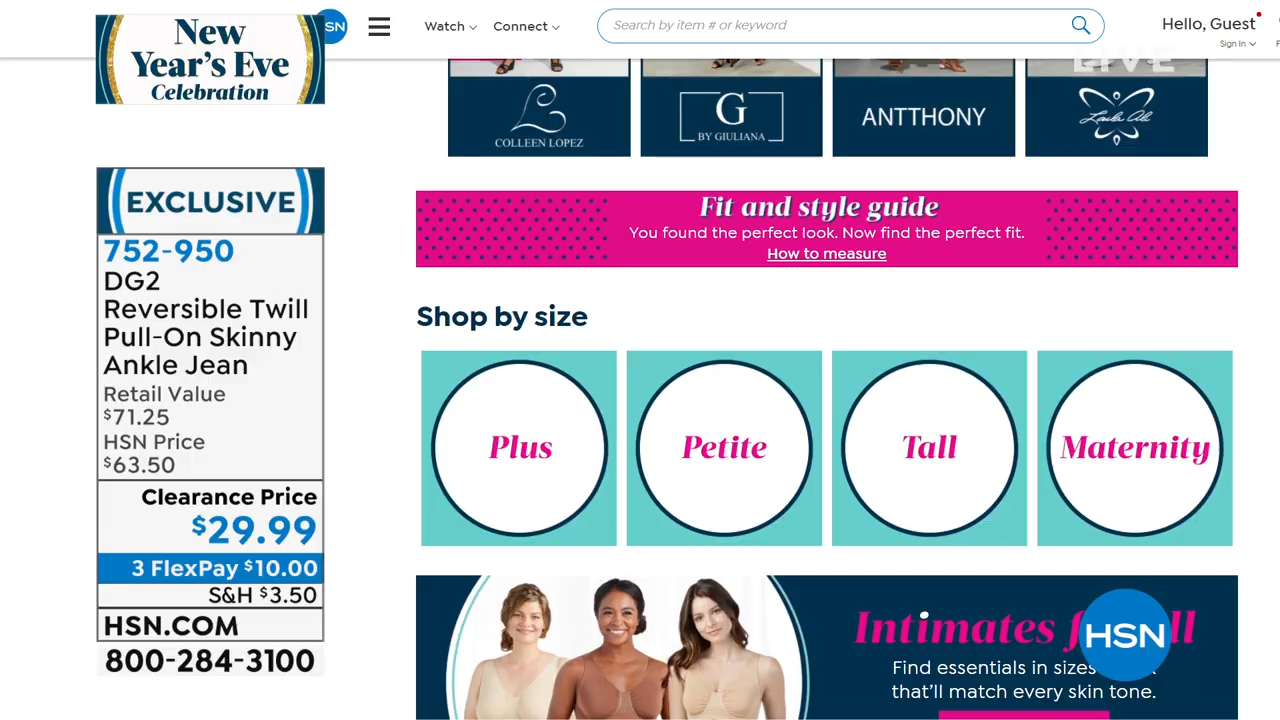 New
Year's Eve
Celebration
SN
Watch
Connect
Search by item # or keyword
Hello, Guest
Sign In
LIVE
COLLEEN LOPEZ
G
BY GIULIANA
ANTTHONY
Laila Ali
EXCLUSIVE
752-950
DG2
Reversible Twill
Pull-On Skinny
Ankle Jean
Retail Value
$71.25
HSN Price
$63.50
Clearance Price
$29.99
3 FlexPay $10.00
S&H $3.50
HSN.COM
800-284-3100
Fit and style guide
You found the perfect look. Now find the perfect fit.
How to measure
Shop by size
Plus
Petite
Tall
Maternity
Intimates
HSN
Find essentials in sizes
that'll match every skin tone.